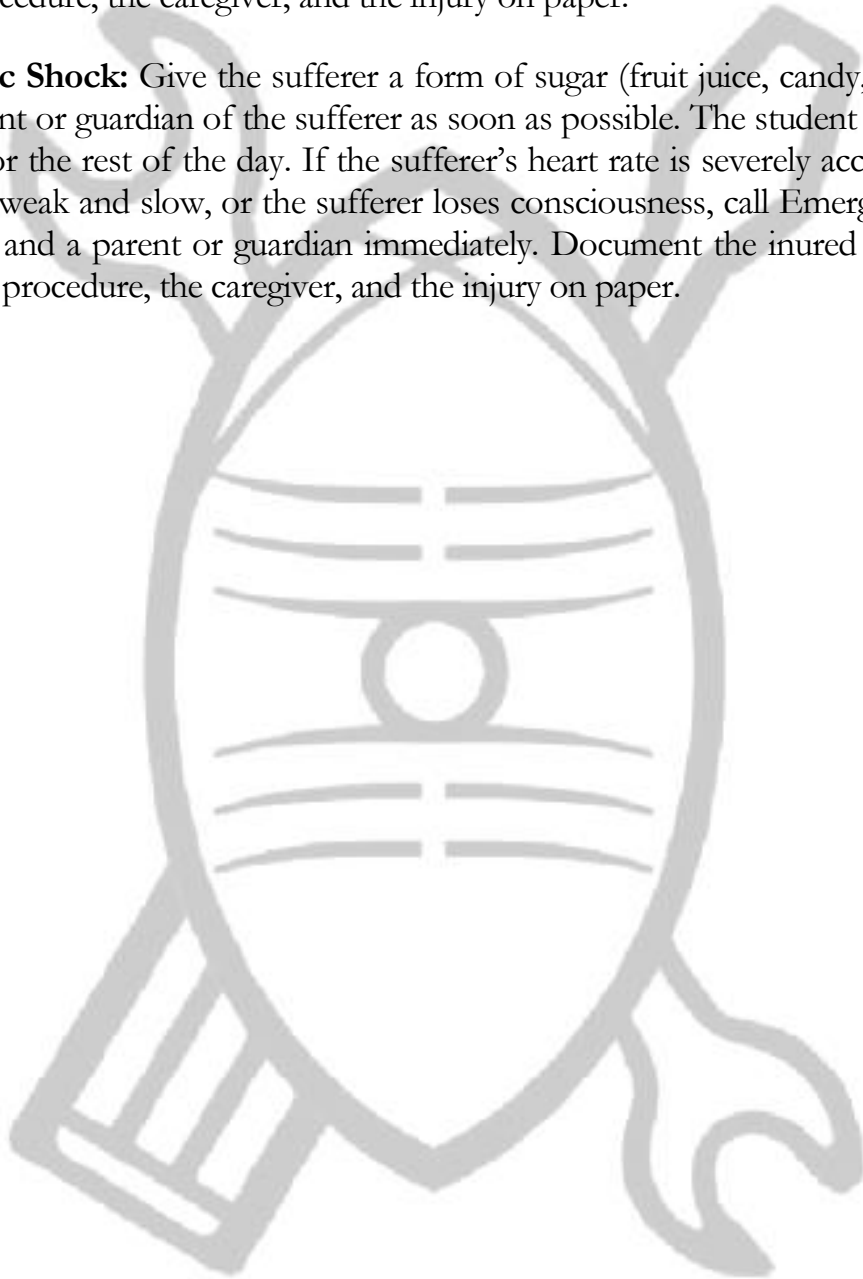 edure, the caregiver, and the injury on paper.
c Shock: Give the sufferer a form of sugar (fruit juice, candy,
nt or guardian of the sufferer as soon as possible. The student
or the rest of the day. If the sufferer’s heart rate is severely acc
weak and slow, or the sufferer loses consciousness, call Emerg
and a parent or guardian immediately. Document the inured
procedure, the caregiver, and the injury on paper.